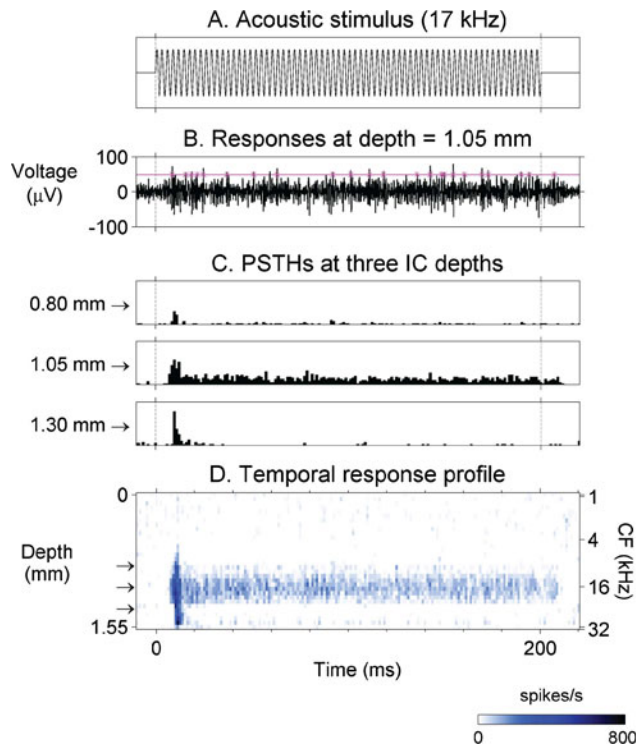 A. Acoustic stimulus (17 kHz)
B. Responses at depth = 1.05 mm
Voltage
(μV)
100
0
-100
C. PSTHs at three IC depths
0.80 mm →
1.05 mm →
1.30 mm →
D. Temporal response profile
0
Depth
(mm)
→
→
→
1.55
1
4
16
32
CF (kHz)
0
200
Time (ms)
spikes/s
0
800